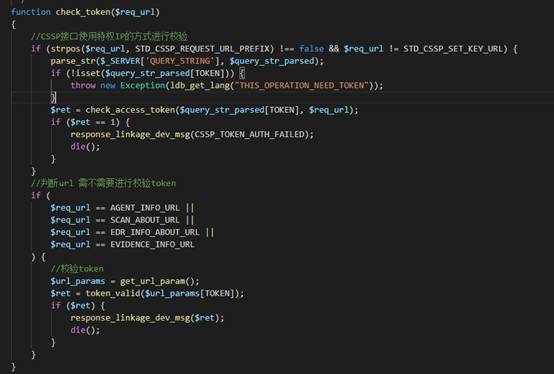 */
function check_token($req_url)
{
//CSSP接口使用特权IP的方式进行校验
if (strpos($req_url, STD_CSSP_REQUEST_URL_PREFIX) !== false && $req_url != STD_CSSP_SET_KEY_URL) {
parse_str($_SERVER['QUERY_STRING'], $query_str_parsed);
if (!isset($query_str_parsed[TOKEN])) {
throw new Exception(ldb_get_lang("THIS_OPERATION_NEED_TOKEN"));
}
$ret = check_access_token($query_str_parsed[TOKEN], $req_url);
if ($ret == 1) {
response_linkage_dev_msg(CSSP_TOKEN_AUTH_FAILED);
die();
}
}
//判断url 需不需要进行校验token
if (
$req_url == AGENT_INFO_URL ||
$req_url == SCAN_ABOUT_URL ||
$req_url == EDR_INFO_ABOUT_URL ||
$req_url == EVIDENCE_INFO_URL
) {
//校验token
$url_params = get_url_param();
$ret = token_valid($url_params[TOKEN]);
if ($ret) {
response_linkage_dev_msg($ret);
die();
}
}
}